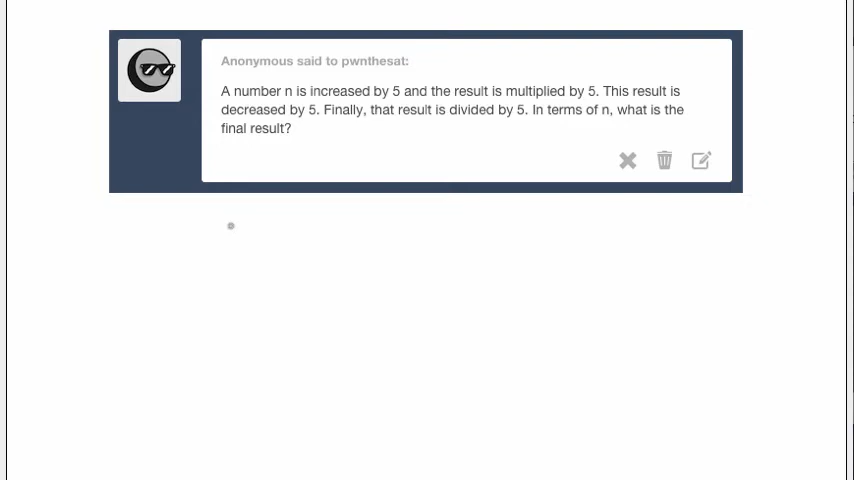 Anonymous said to pwnthesat:
A number n is increased by 5 and the result is multiplied by 5. This result is
decreased by 5. Finally, that result is divided by 5. In terms of n, what is the
final result?